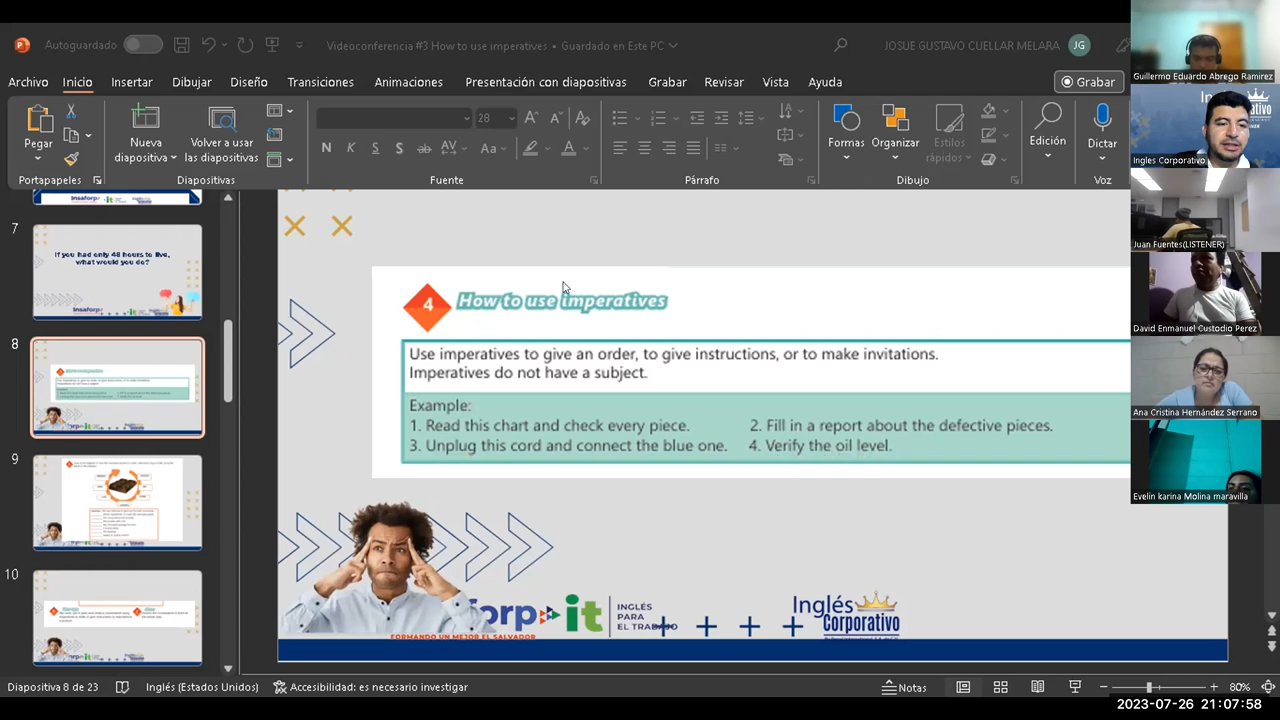 Autoguardado
Videoconferencia #3 How to use imperatives • Guardado en Este PC
JOSUE GUSTAVO CUELLAR MELARA
JG
Archivo Inicio Insertar Dibujar Diseño Transiciones Animaciones Presentación con diapositivas Grabar Revisar Vista Ayuda
Grabar
Pegar
Nueva diapositiva
Volver a usar las diapositivas
28
N K S S ab AV Aa A
Formas
Organizar
Estilos rápidos
Edición
Dictar
Portapapeles
Diapositivas
Fuente
Párrafo
Dibujo
Voz
7
If you had only 48 hours to live,
what would you do?
8
9
10
4
How to use imperatives
Use imperatives to give an order, to give instructions, or to make invitations.
Imperatives do not have a subject.
Example:
1. Read this chart and check every piece.
2. Fill in a report about the defective pieces.
3. Unplug this cord and connect the blue one.
4. Verify the oil level.
orp it
INGLÉS
PARA
EL TRABAJO
FORMANDO UN MEJOR EL SALVADOR
Inglés
Corporativo
Guillermo Eduardo Abrego Ramirez
Ingles Corporativo
Juan Fuentes(LISTENER)
David Enmanuel Custodio Perez
Ana Cristina Hernández Serrano
Evelin karina Molina maravilla
Diapositiva 8 de 23
Inglés (Estados Unidos)
Accesibilidad: es necesario investigar
Notas
80%
2023-07-26 21:07:58